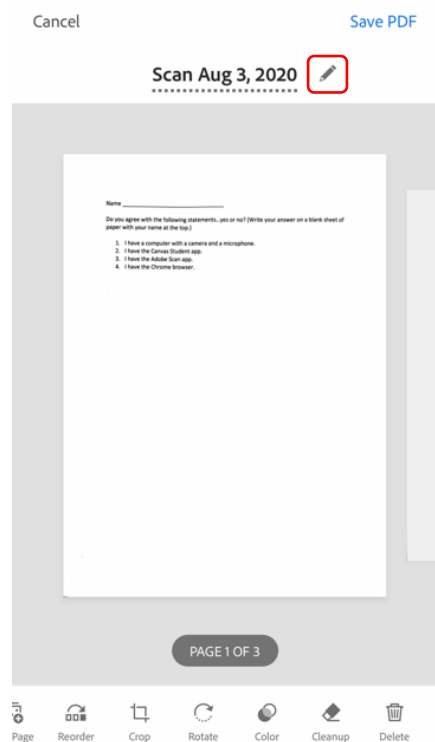 Cancel
Save PDF
Scan Aug 3, 2020
Name
Do you agree with the following statements...yes or no? (Write your answer on a blank sheet of
paper with your name at the top.)
1. I have a computer with a camera and a microphone.
2. I have the Canvas Student app.
3. I have the Adobe Scan app.
4. I have the Chrome browser.
PAGE 1 OF 3
Page
Reorder
Crop
Rotate
Color
Cleanup
Delete